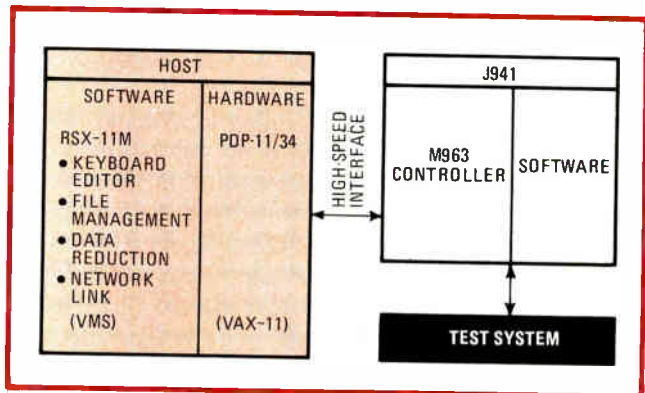 HOST
SOFTWARE
HARDWARE
RSX-11M
PDP-11/34
• KEYBOARD
EDITOR
• FILE
MANAGEMENT
• DATA
REDUCTION
• NETWORK
LINK
(VMS)
(VAX-11)
HIGH-SPEED
INTERFACE
J941
M963
CONTROLLER
SOFTWARE
TEST SYSTEM